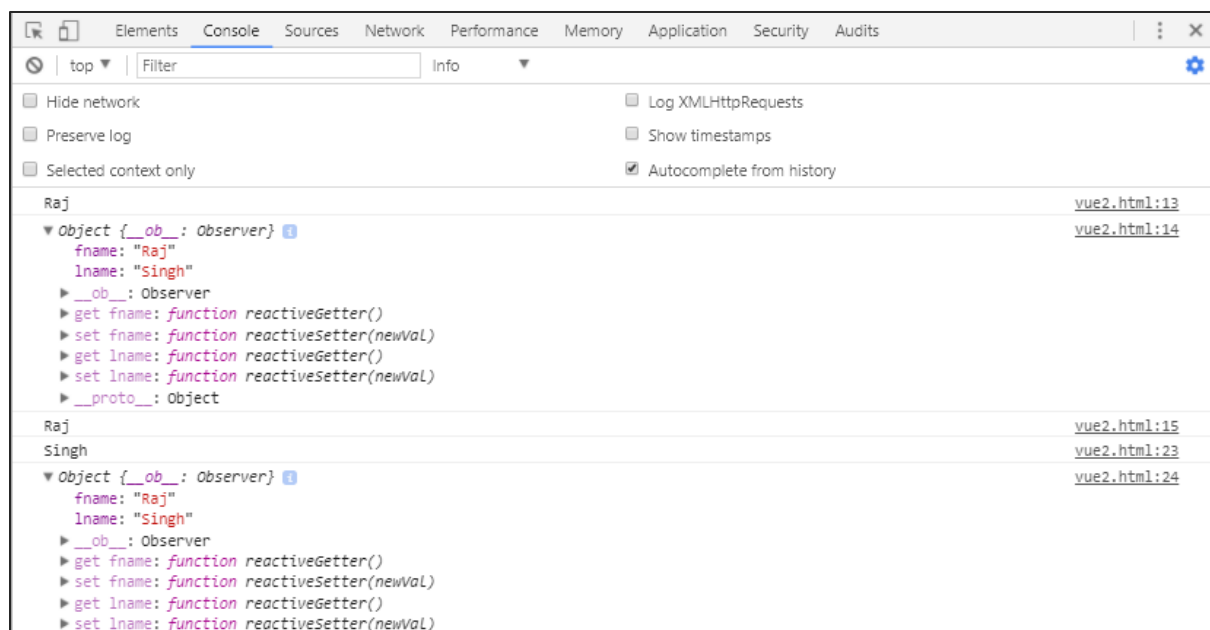 Elements Console Sources Network Performance Memory Application Security Audits
top ▼ Filter Info ▼
Hide network Log XMLHttpRequests
Preserve log Show timestamps
Selected context only Autocomplete from history
Raj vue2.html:13
▼ Object {__ob__: Observer} i vue2.html:14
fname: "Raj"
lname: "Singh"
▶ __ob__: Observer
▶ get fname: function reactiveGetter()
▶ set fname: function reactiveSetter(newVal)
▶ get lname: function reactiveGetter()
▶ set lname: function reactiveSetter(newVal)
▶ __proto__: Object
Raj vue2.html:15
Singh vue2.html:23
▼ Object {__ob__: Observer} i vue2.html:24
fname: "Raj"
lname: "Singh"
▶ __ob__: Observer
▶ get fname: function reactiveGetter()
▶ set fname: function reactiveSetter(newVal)
▶ get lname: function reactiveGetter()
▶ set lname: function reactiveSetter(newVal)